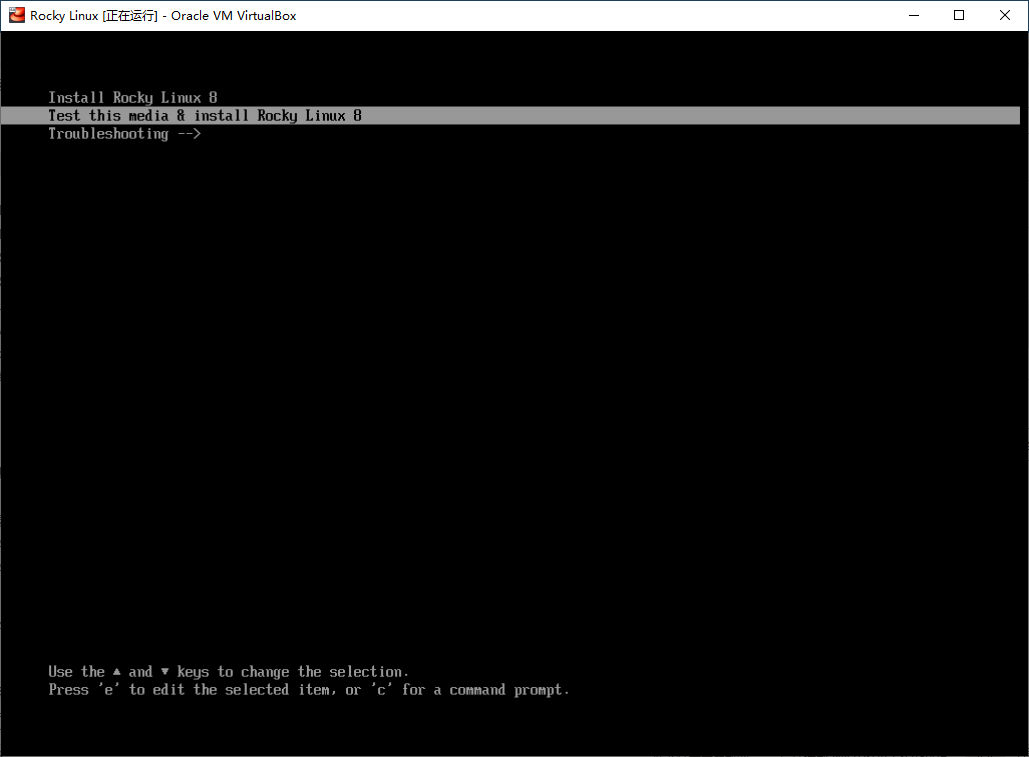 Rocky Linux [正在运行] - Oracle VM VirtualBox
Install Rocky Linux 8
Test this media & install Rocky Linux 8
Troubleshooting -->
Use the ▲ and ▼ keys to change the selection.
Press 'e' to edit the selected item, or 'c' for a command prompt.